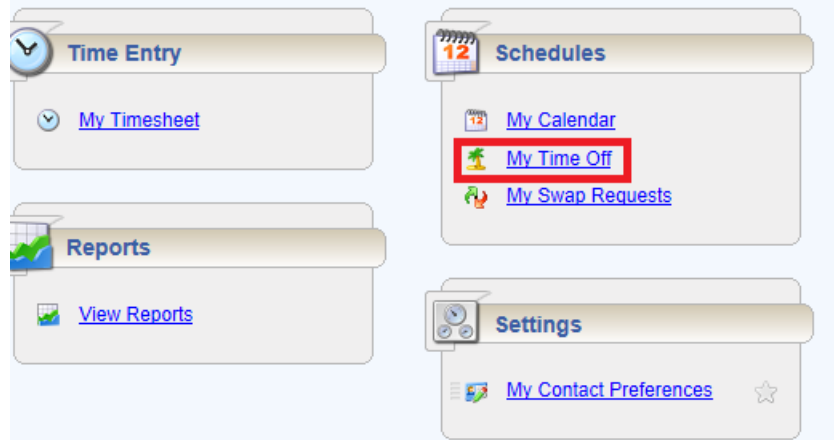 Time Entry
My Timesheet
Reports
View Reports
12
Schedules
12
My Calendar
My Time Off
My Swap Requests
Settings
My Contact Preferences